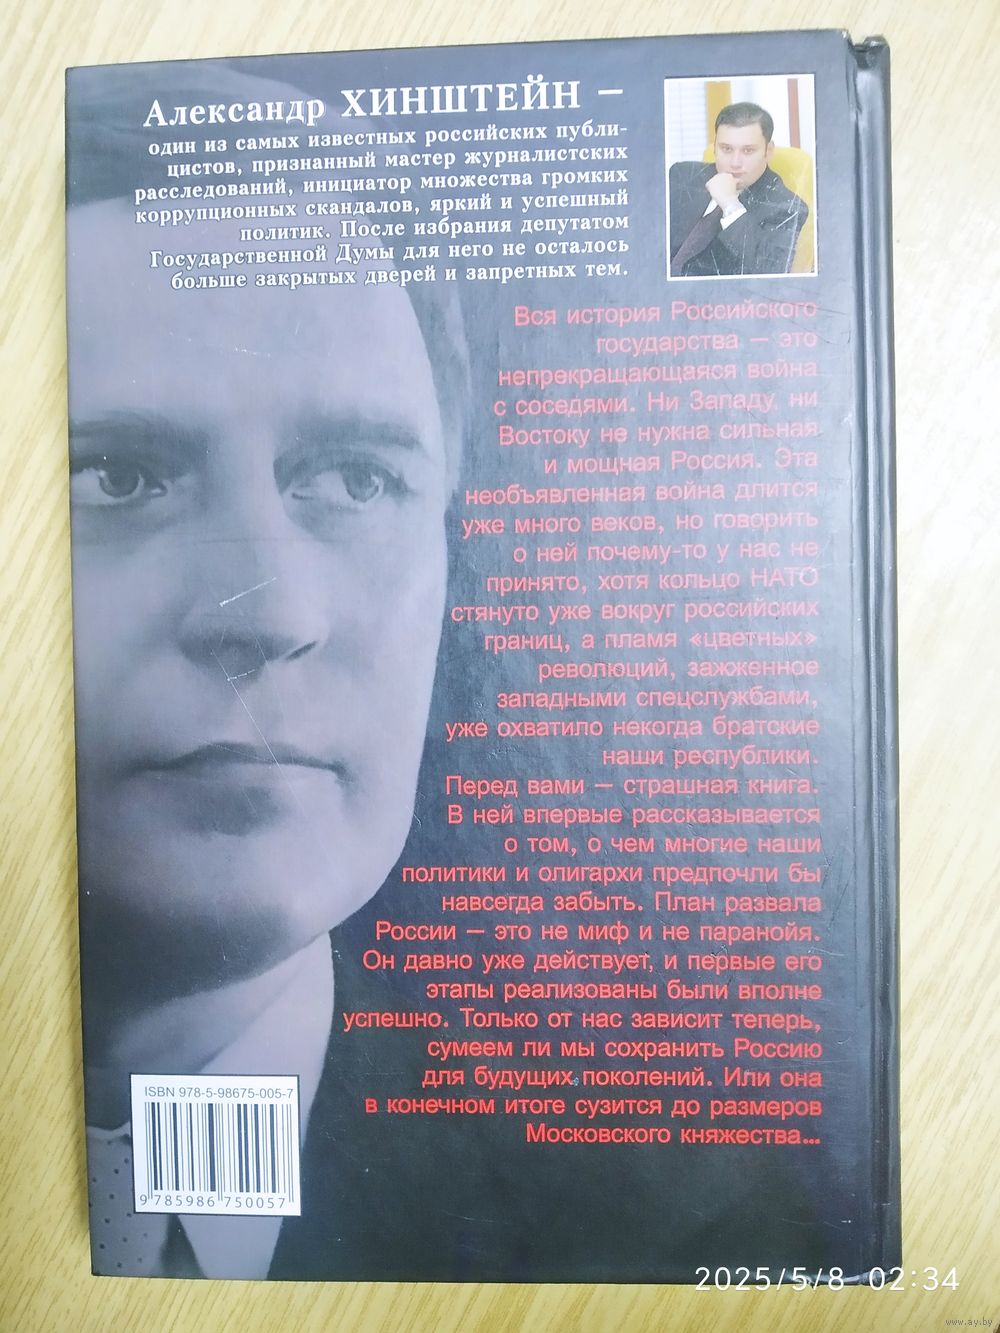 Александр ХИНШТЕЙН –
один из самых известных российских публи-
цистов, признанный мастер журналистских
расследований, инициатор множества громких
коррупционных скандалов, яркий и успешный
политик. После избрания депутатом
Государственной Думы для него не осталось
больше закрытых дверей и запретных тем.
Вся история Российского
государства – это
непрекращающаяся война
с соседями. Ни Западу, ни
Востоку не нужна сильная
и мощная Россия. Эта
необъявленная война длится
уже много веков, но говорить
о ней почему-то у нас не
принято, хотя кольцо НАТО
стянуто уже вокруг российских
границ, а пламя «цветных»
революций, зажженное
западными спецслужбами,
уже охватило некогда братские
наши республики.
Перед вами – страшная книга.
В ней впервые рассказывается
о том, о чем многие наши
политики и олигархи предпочли бы
навсегда забыть. План развала
России – это не миф и не паранойя.
Он давно уже действует, и первые его
этапы реализованы были вполне
успешно. Только от нас зависит теперь,
сумеем ли мы сохранить Россию
для будущих поколений. Или она
в конечном итоге сузится до размеров
Московского княжества...
ISBN 978-5-98675-005-7
9 785986 750057
2025/5/8 02:34
www.ay.by